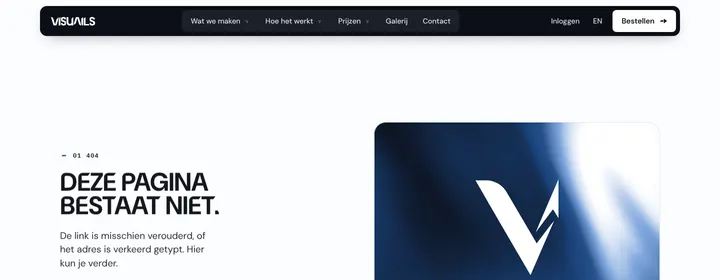 VISUALS
Wat we maken
Hoe het werkt
Prijzen
Galerij
Contact
Inloggen
EN
Bestellen →
— 01 404
DEZE PAGINA
BESTAAT NIET.
De link is misschien verouderd, of
het adres is verkeerd getypt. Hier
kun je verder.